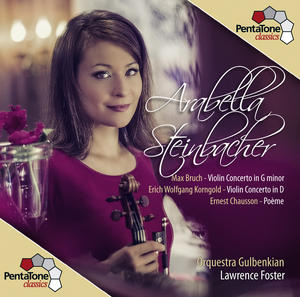 PentaTone
classics
Arabella
Steinbacher
Max Bruch - Violin Concerto in G minor
Erich Wolfgang Korngold - Violin Concerto in D
Ernest Chausson - Poème
Orquestra Gulbenkian
Lawrence Foster
PentaTone
classics